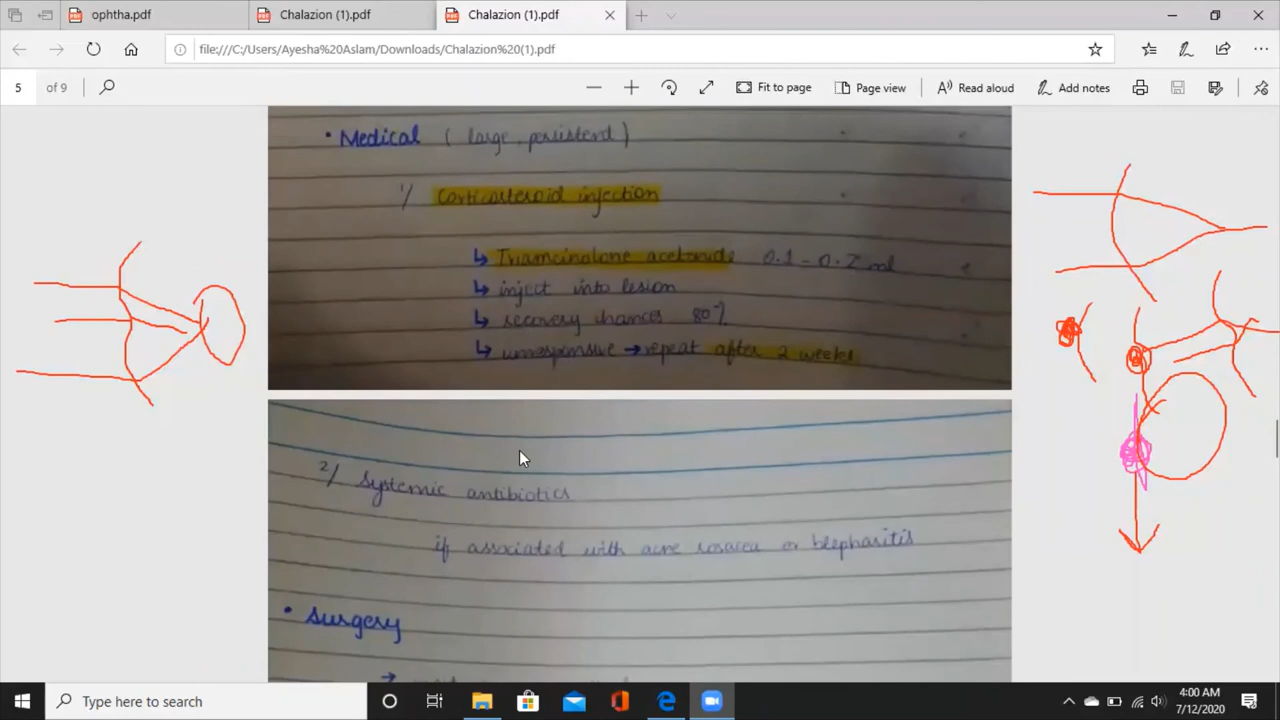 ophtha.pdf
Chalazion (1).pdf
Chalazion (1).pdf
file:///C:/Users/Ayesha%20Aslam/Downloads/Chalazion%20(1).pdf
5 of 9
Fit to page
Page view
Read aloud
Add notes
• Medical ( large, persistend )
1/ Corticosteroid injection
↳ Triamcinolone acetonide 0.1 - 0.2 ml
↳ inject into lesion
↳ recovery chances 80%
↳ unresponsive → repeat after 2 weeks
2/ Systemic antibiotics
if associated with acne rosacea or blepharitis
• Surgery
Type here to search
4:00 AM
7/12/2020